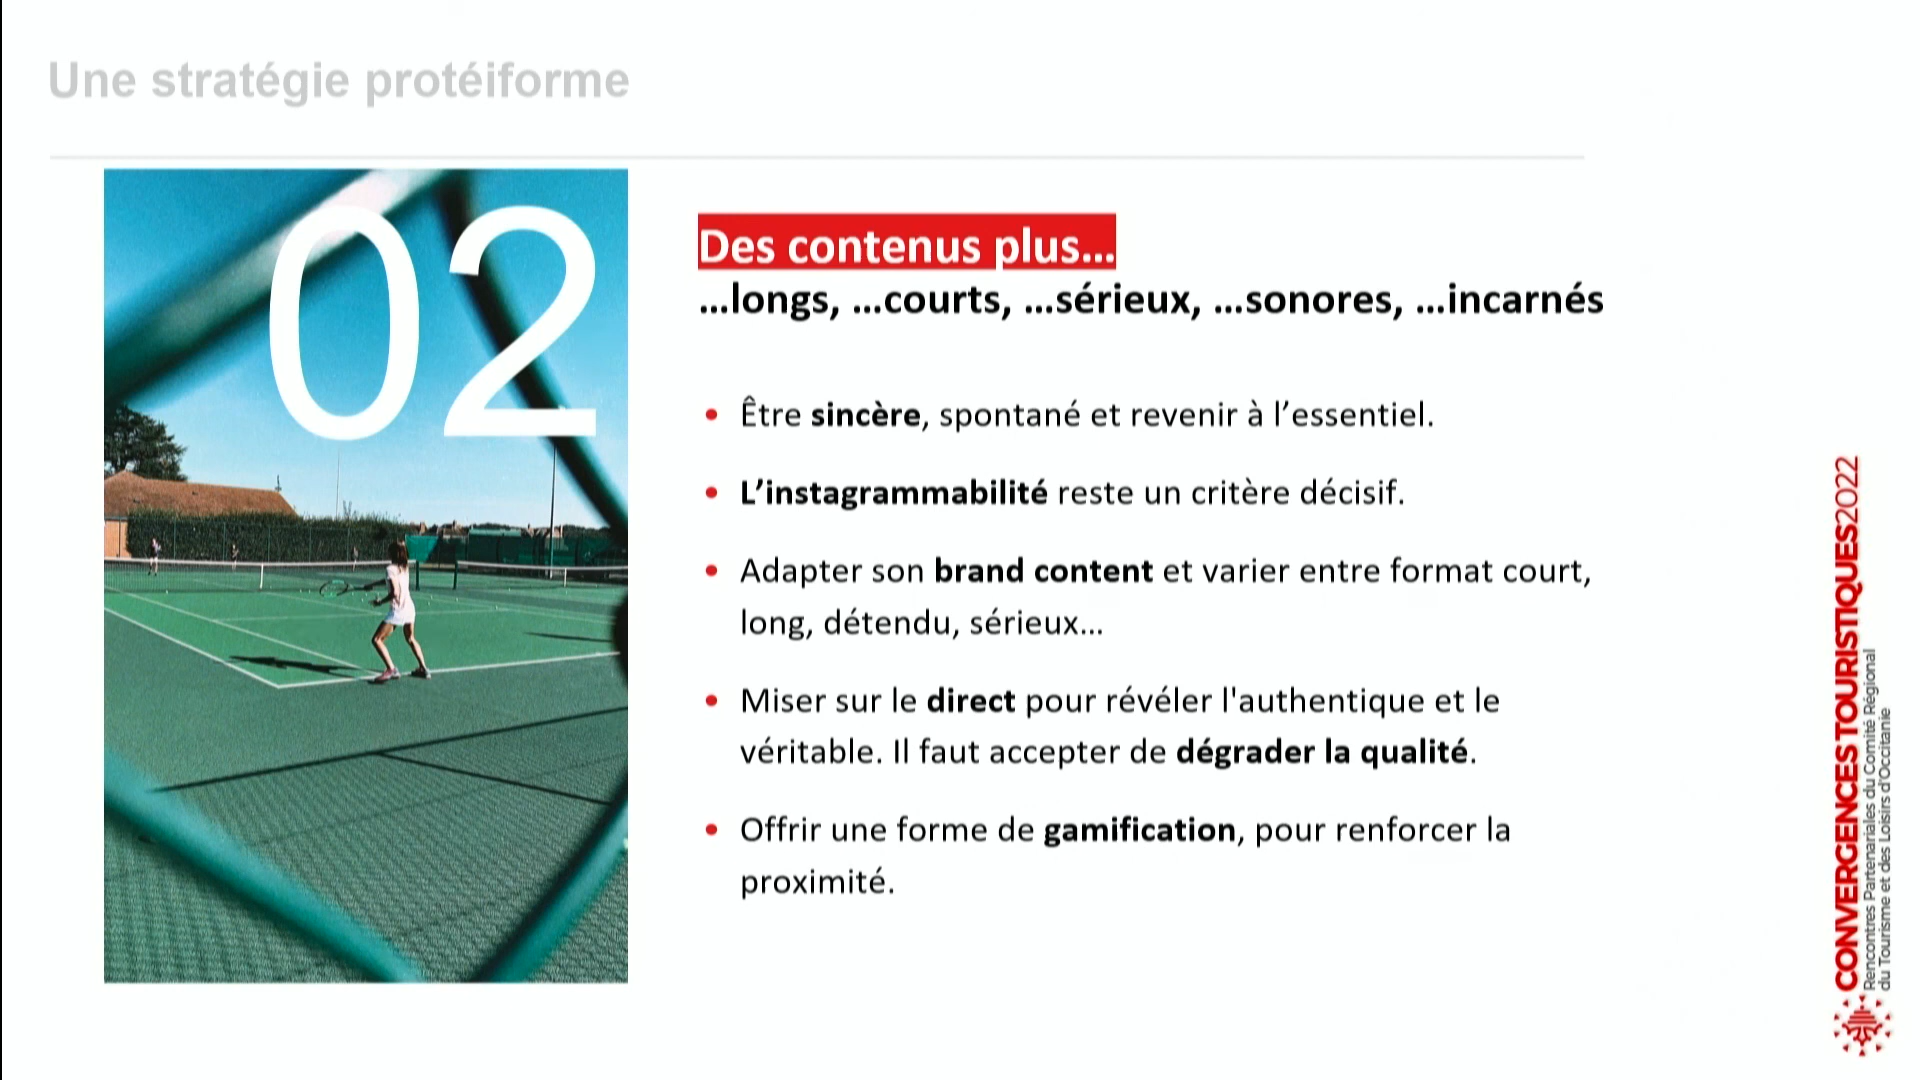 Une stratégie protéiforme
02
Des contenus plus...
...longs, ...courts, ...sérieux, ...sonores, ...incarnés
• Être sincère, spontané et revenir à l’essentiel.
• L’instagrammabilité reste un critère décisif.
• Adapter son brand content et varier entre format court,
long, détendu, sérieux...
• Miser sur le direct pour révéler l'authentique et le
véritable. Il faut accepter de dégrader la qualité.
• Offrir une forme de gamification, pour renforcer la
proximité.
CONVERGENCESTOURISTIQUES2022
Rencontres Partenariales du Comité Régional
du Tourisme et des Loisirs d'Occitanie